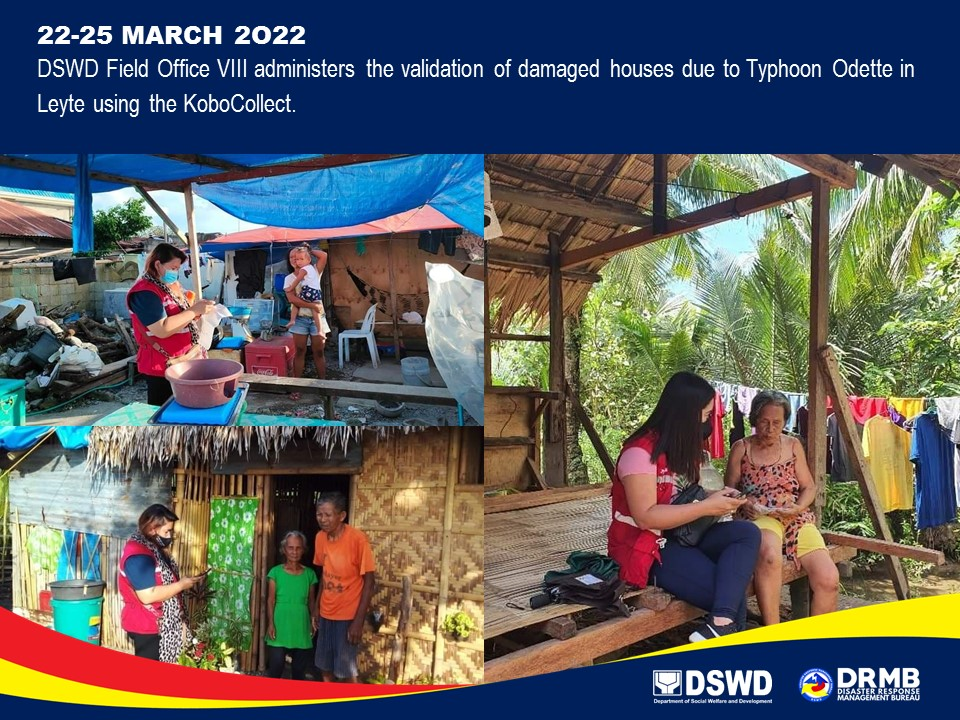 22-25 MARCH 2O22
DSWD Field Office VIII administers the validation of damaged houses due to Typhoon Odette in
Leyte using the KoboCollect.
DSWD
Department of Social Welfare and Development
DRMB
DISASTER RESPONSE
MANAGEMENT BUREAU